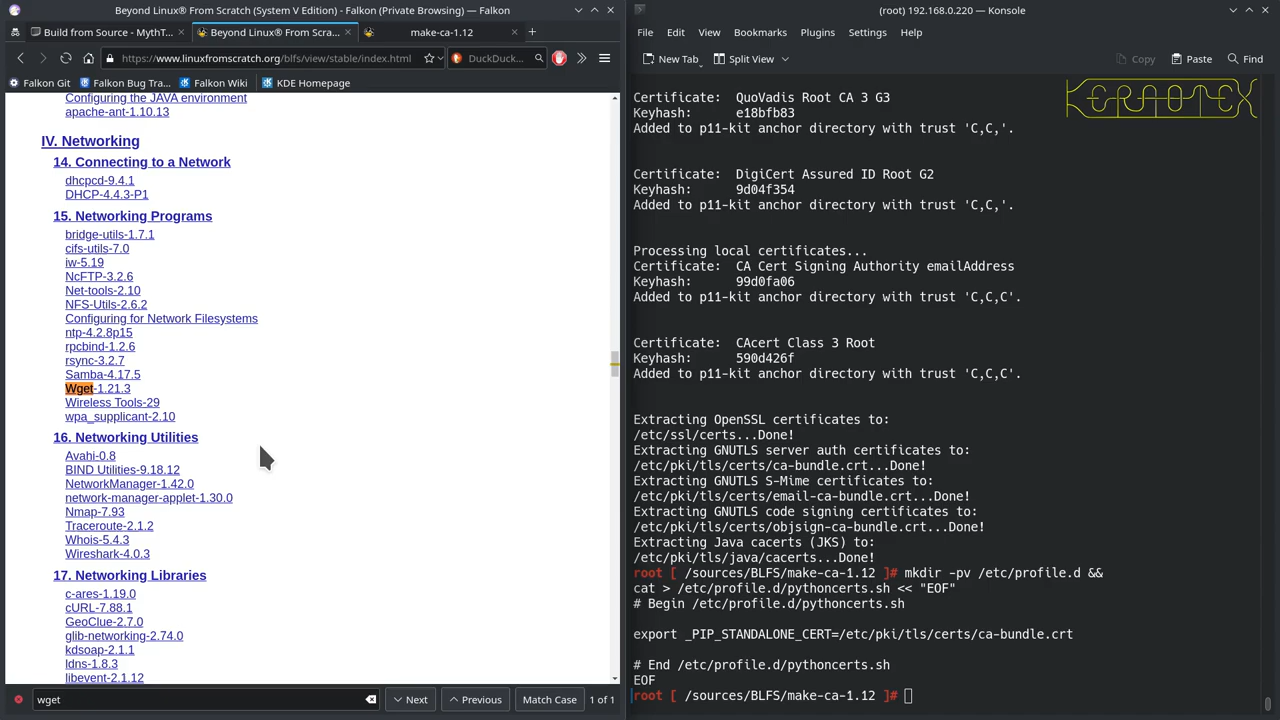 Beyond Linux® From Scratch (System V Edition) - Falkon (Private Browsing) — Falkon
Build from Source - MythT...
Beyond Linux® From Scra...
make-ca-1.12
https://www.linuxfromscratch.org/blfs/view/stable/index.html
DuckDuck...
Falkon Git
Falkon Bug Tra...
Falkon Wiki
KDE Homepage
Configuring the JAVA environment
apache-ant-1.10.13
IV. Networking
14. Connecting to a Network
dhcpcd-9.4.1
DHCP-4.4.3-P1
15. Networking Programs
bridge-utils-1.7.1
cifs-utils-7.0
iw-5.19
NcFTP-3.2.6
Net-tools-2.10
NFS-Utils-2.6.2
Configuring for Network Filesystems
ntp-4.2.8p15
rpcbind-1.2.6
rsync-3.2.7
Samba-4.17.5
Wget-1.21.3
Wireless Tools-29
wpa_supplicant-2.10
16. Networking Utilities
Avahi-0.8
BIND Utilities-9.18.12
NetworkManager-1.42.0
network-manager-applet-1.30.0
Nmap-7.93
Traceroute-2.1.2
Whois-5.4.3
Wireshark-4.0.3
17. Networking Libraries
c-ares-1.19.0
cURL-7.88.1
GeoClue-2.7.0
glib-networking-2.74.0
kdsoap-2.1.1
ldns-1.8.3
libevent-2.1.12
wget
Next
Previous
Match Case
1 of 1
(root) 192.168.0.220 — Konsole
File Edit View Bookmarks Plugins Settings Help
New Tab
Split View
Copy
Paste
Find
KERAOTEX
Certificate: QuoVadis Root CA 3 G3
Keyhash: e18bfb83
Added to p11-kit anchor directory with trust 'C,C,'.
Certificate: DigiCert Assured ID Root G2
Keyhash: 9d04f354
Added to p11-kit anchor directory with trust 'C,C,'.
Processing local certificates...
Certificate: CA Cert Signing Authority emailAddress
Keyhash: 99d0fa06
Added to p11-kit anchor directory with trust 'C,C,C'.
Certificate: CAcert Class 3 Root
Keyhash: 590d426f
Added to p11-kit anchor directory with trust 'C,C,C'.
Extracting OpenSSL certificates to:
/etc/ssl/certs...Done!
Extracting GNUTLS server auth certificates to:
/etc/pki/tls/certs/ca-bundle.crt...Done!
Extracting GNUTLS S-Mime certificates to:
/etc/pki/tls/certs/email-ca-bundle.crt...Done!
Extracting GNUTLS code signing certificates to:
/etc/pki/tls/certs/objsign-ca-bundle.crt...Done!
Extracting Java cacerts (JKS) to:
/etc/pki/tls/java/cacerts...Done!
root [ /sources/BLFS/make-ca-1.12 ]# mkdir -pv /etc/profile.d &&
cat > /etc/profile.d/pythoncerts.sh << "EOF"
# Begin /etc/profile.d/pythoncerts.sh
export _PIP_STANDALONE_CERT=/etc/pki/tls/certs/ca-bundle.crt
# End /etc/profile.d/pythoncerts.sh
EOF
root [ /sources/BLFS/make-ca-1.12 ]#